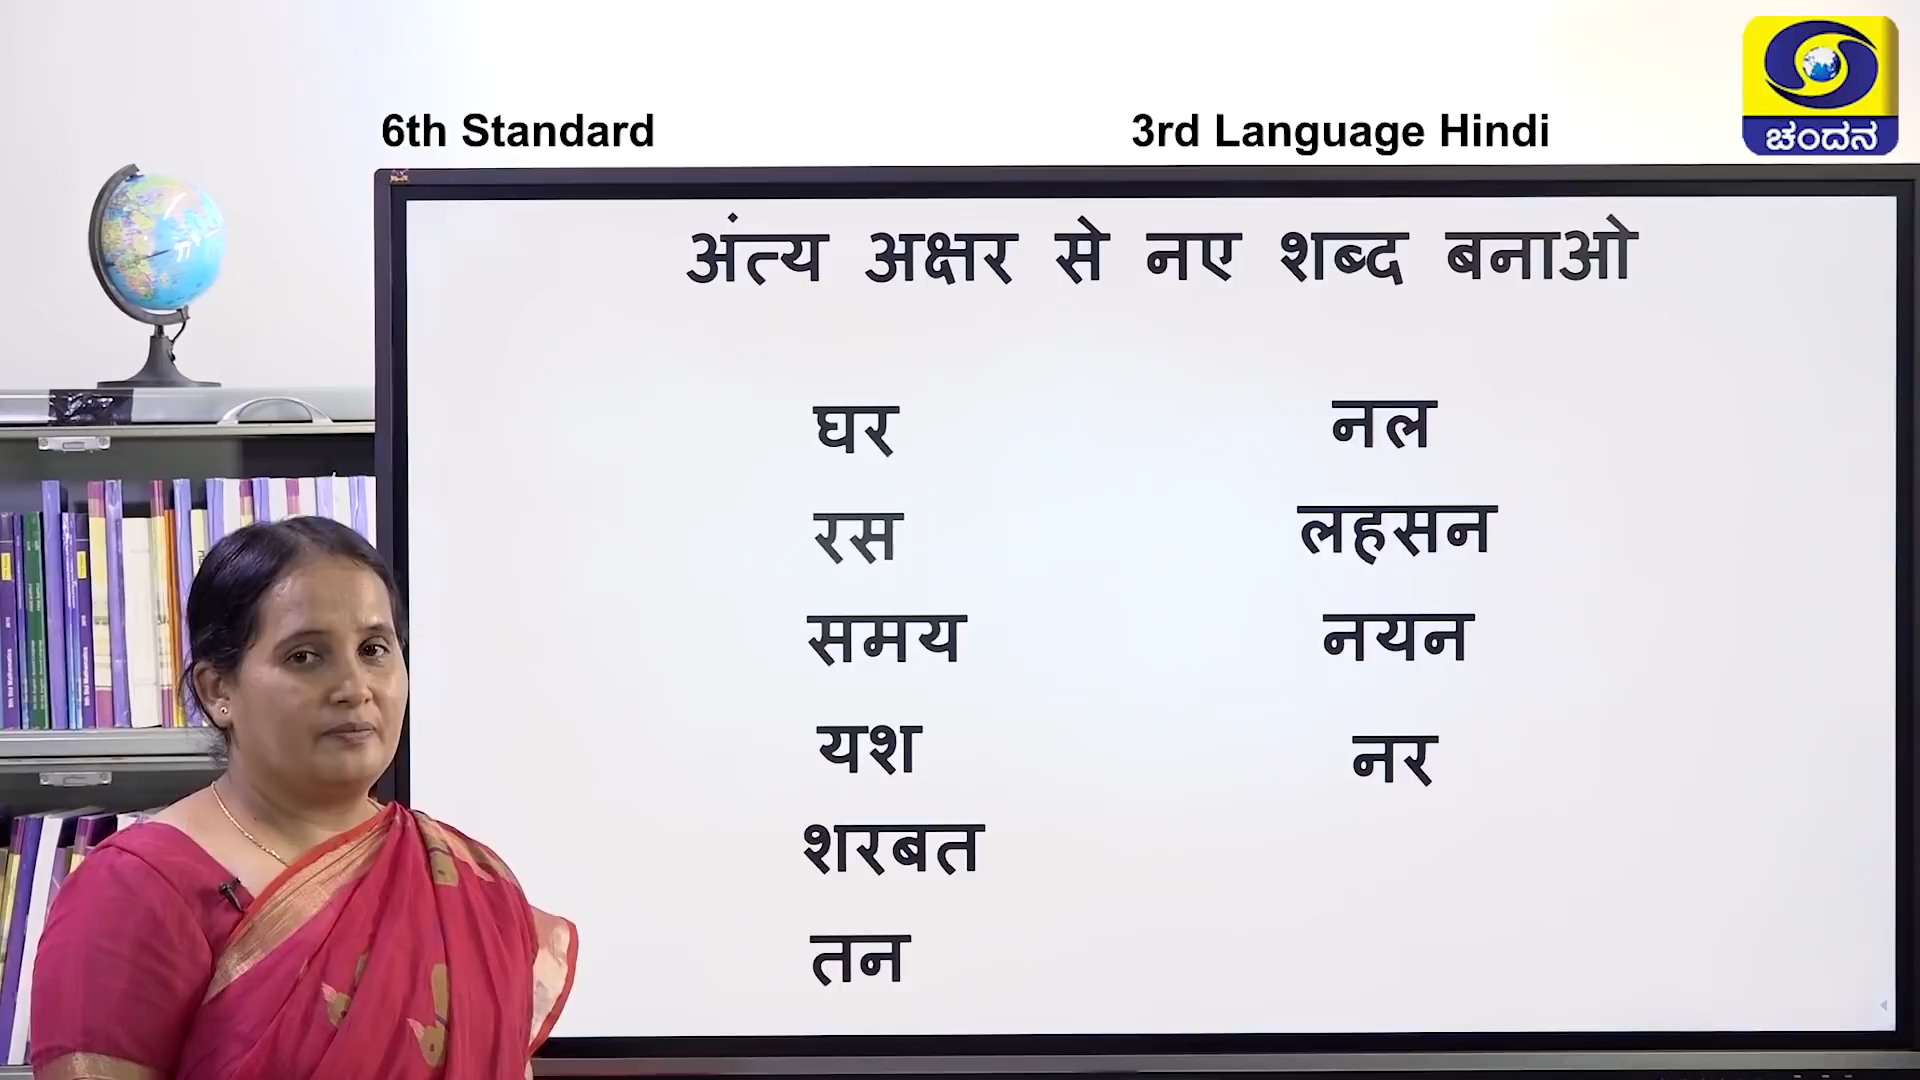 6th Standard
3rd Language Hindi
ಚಂದನ
अंत्य अक्षर से नए शब्द बनाओ
घर
रस
समय
यश
शरबत
तन
नल
लहसन
नयन
नर